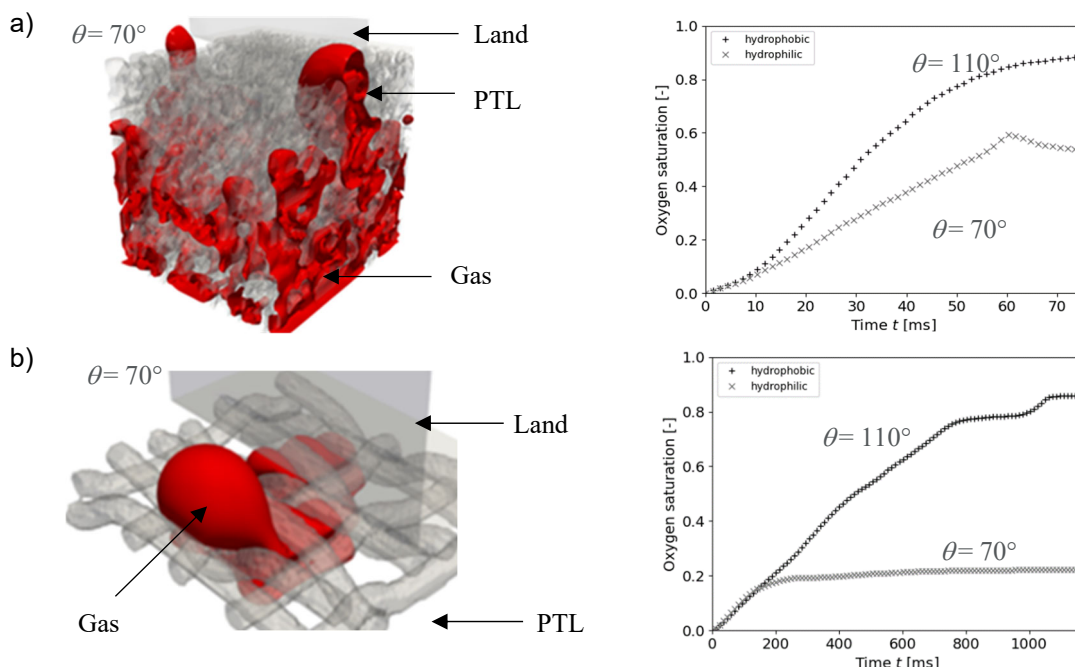 a)
θ= 70°
Land
PTL
Gas
+ hydrophobic
× hydrophilic
θ= 110°
θ= 70°
Oxygen saturation [-]
1.0
0.8
0.6
0.4
0.2
0.0
0 10 20 30 40 50 60 70
Time t [ms]
b)
θ= 70°
Land
Gas
PTL
+ hydrophobic
× hydrophilic
θ= 110°
θ= 70°
Oxygen saturation [-]
1.0
0.8
0.6
0.4
0.2
0.0
0 200 400 600 800 1000
Time t [ms]